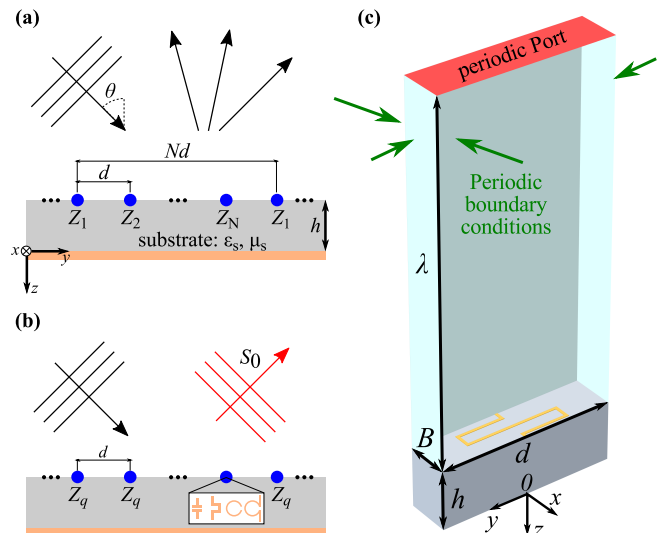 (a)
θ
Nd
d
Z1 Z2 ZN Z1
h
substrate: εs, μs
x y
z
(b)
S0
d
Zq Zq Zq
(c)
periodic Port
Periodic
boundary
conditions
λ
B
d
h
0
x
y
z